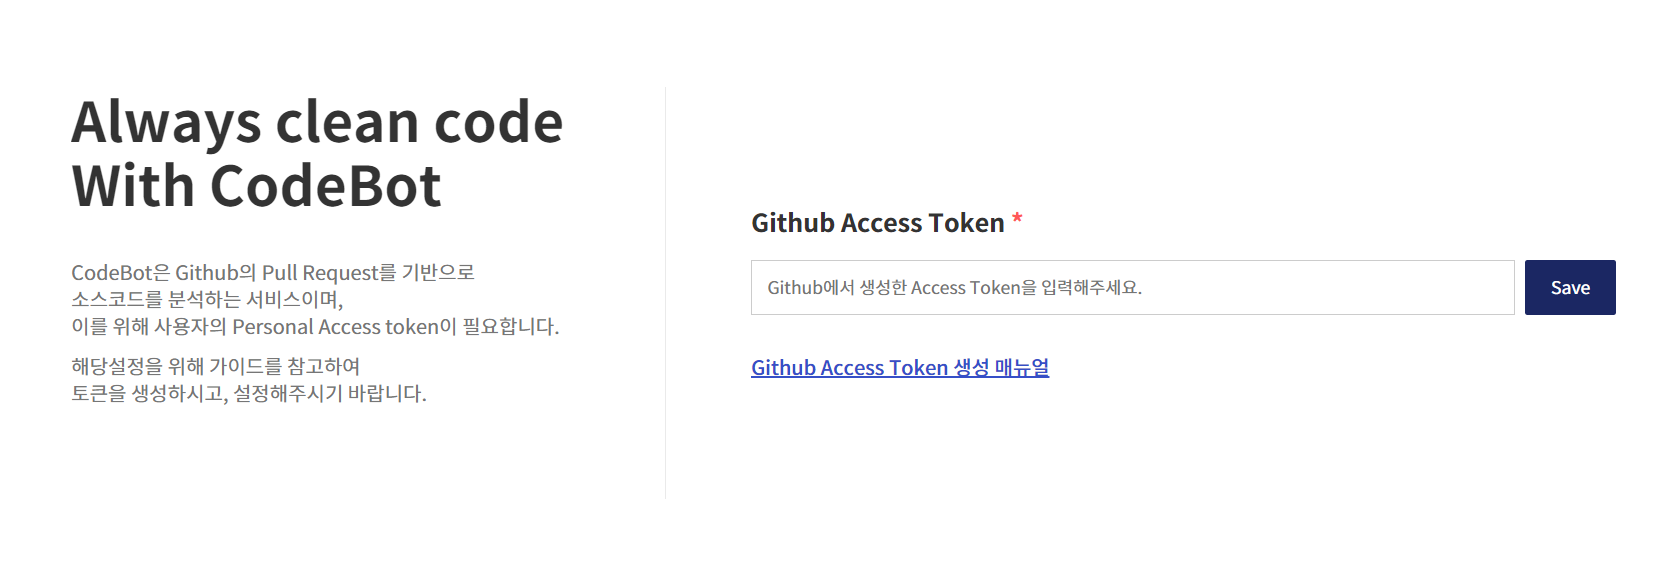 Always clean code
With CodeBot
CodeBot은 Github의 Pull Request를 기반으로
소스코드를 분석하는 서비스이며,
이를 위해 사용자의 Personal Access token이 필요합니다.
해당설정을 위해 가이드를 참고하여
토큰을 생성하시고, 설정해주시기 바랍니다.
Github Access Token *
Github에서 생성한 Access Token을 입력해주세요.
Save
Github Access Token 생성 매뉴얼